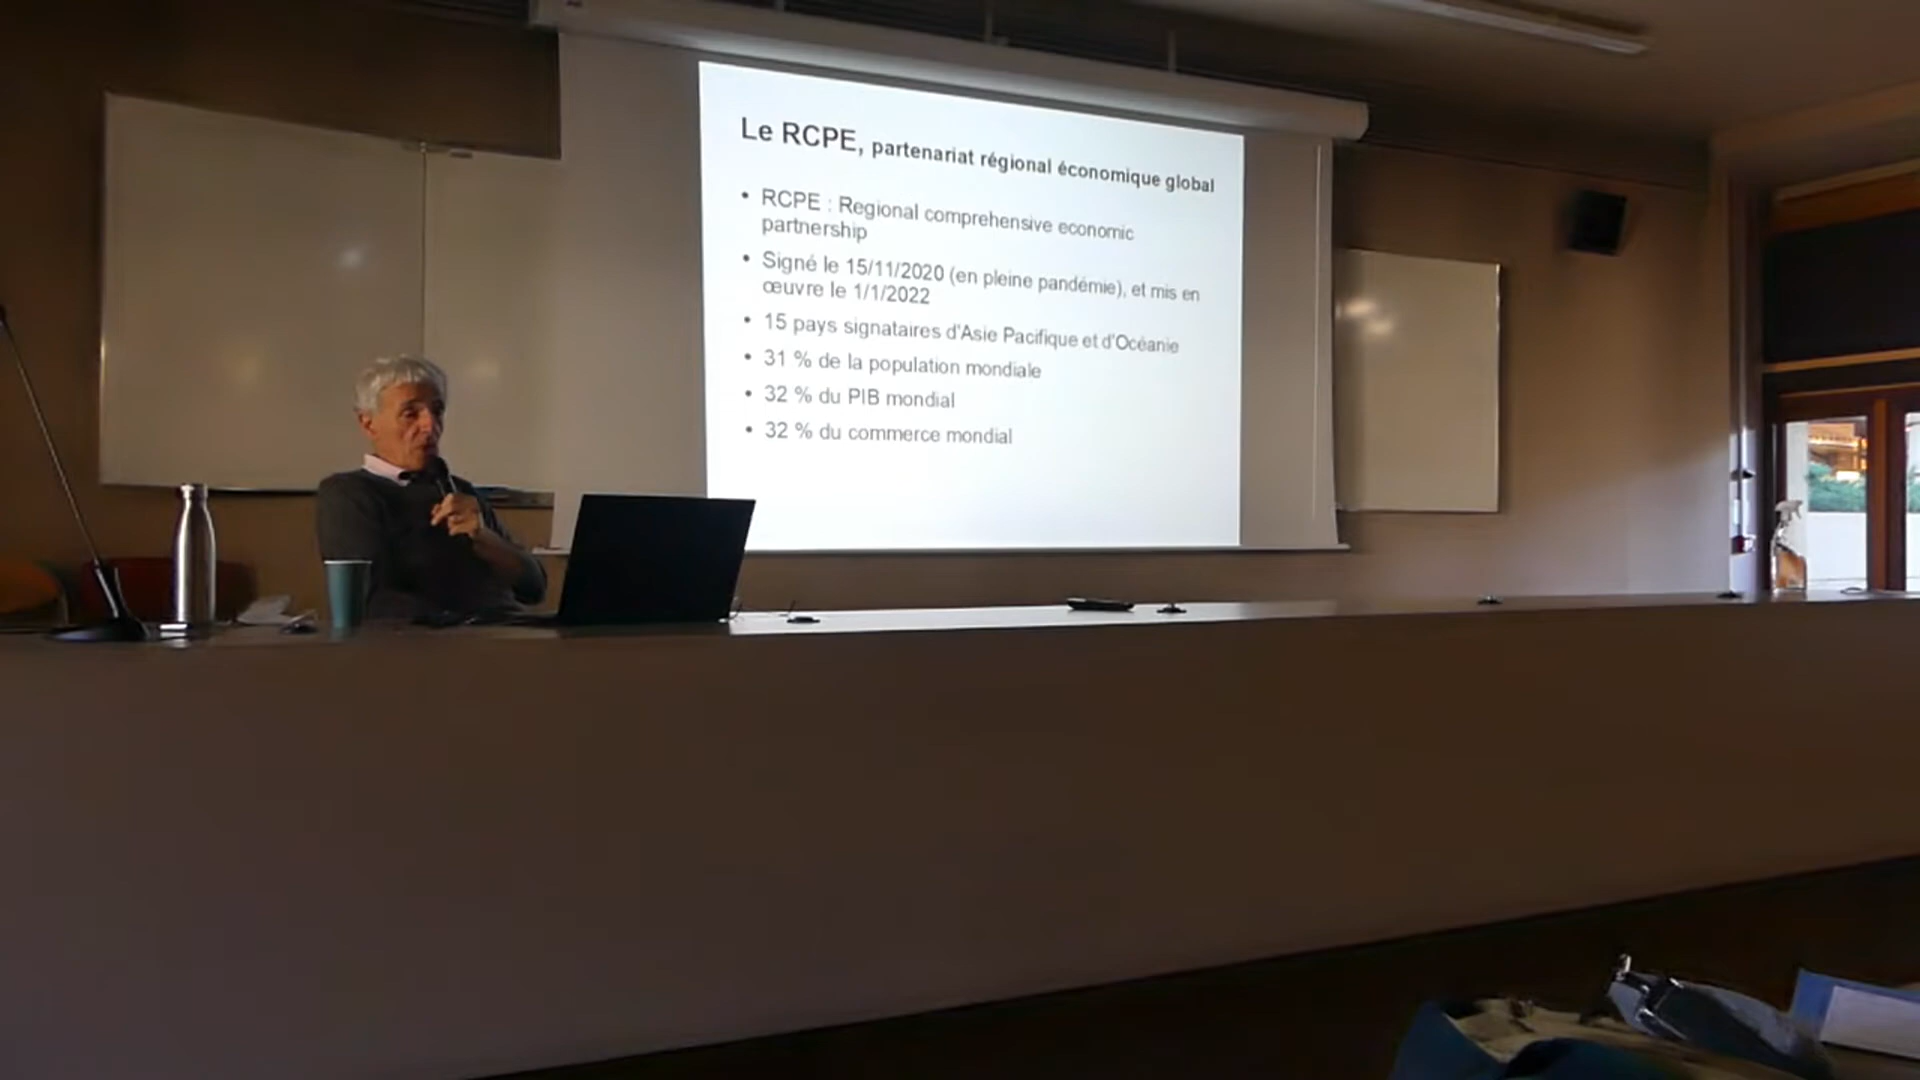 Le RCPE, partenariat régional économique global
• RCPE : Regional comprehensive economic
partnership
• Signé le 15/11/2020 (en pleine pandémie), et mis en
œuvre le 1/1/2022
• 15 pays signataires d'Asie Pacifique et d'Océanie
• 31 % de la population mondiale
• 32 % du PIB mondial
• 32 % du commerce mondial